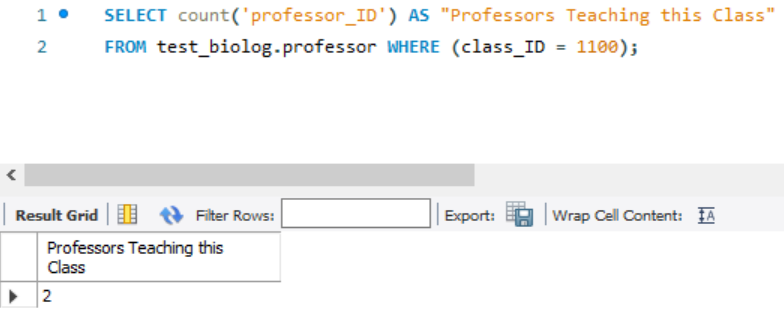 1 SELECT count('professor_ID') AS "Professors Teaching this Class"
2 FROM test_biolog.professor WHERE (class_ID = 1100);
Result Grid Filter Rows: Export: Wrap Cell Content: IA
Professors Teaching this
Class
2